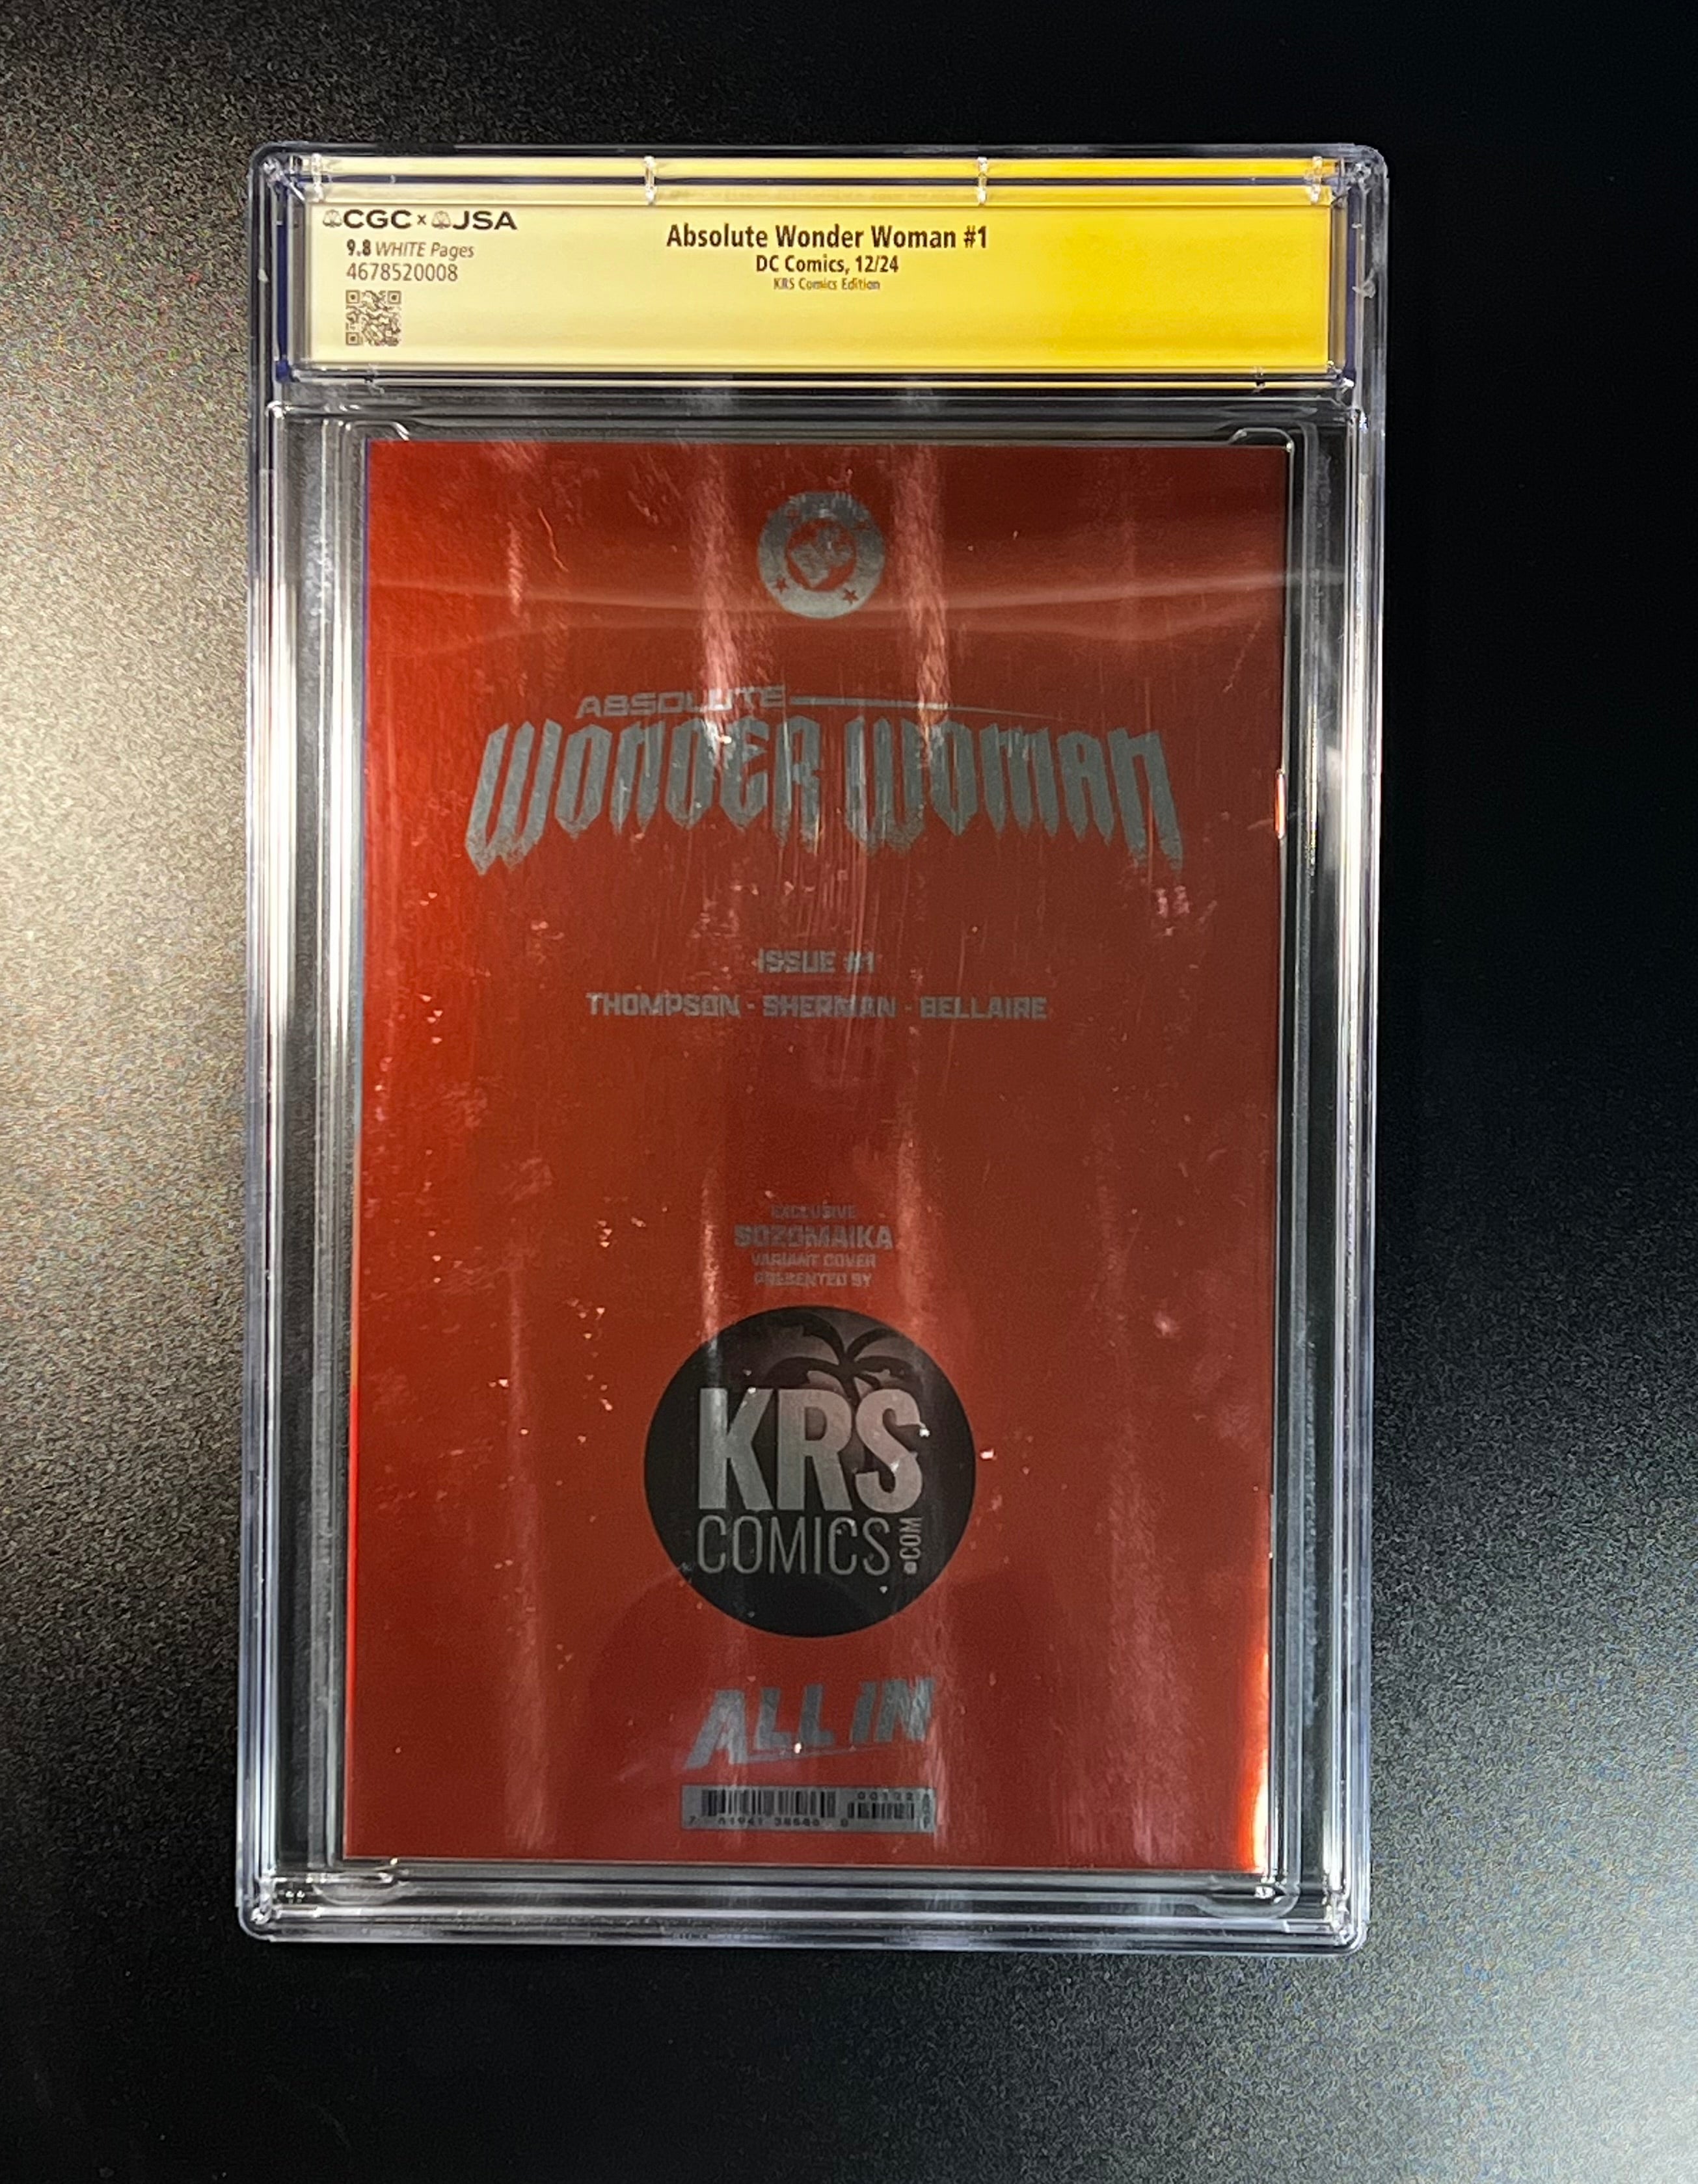 CGC x JSA
9.8 WHITE Pages
4678520008
Absolute Wonder Woman #1
DC Comics, 12/24
KRS Comics Edition
ABSOLUTE
WONDER WOMAN
ISSUE #1
THOMPSON - SHERMAN - BELLAIRE
EXCLUSIVE
SOZOMAIKA
VARIANT COVER
PRESENTED BY
KRS
COMICS
.COM
ALL IN